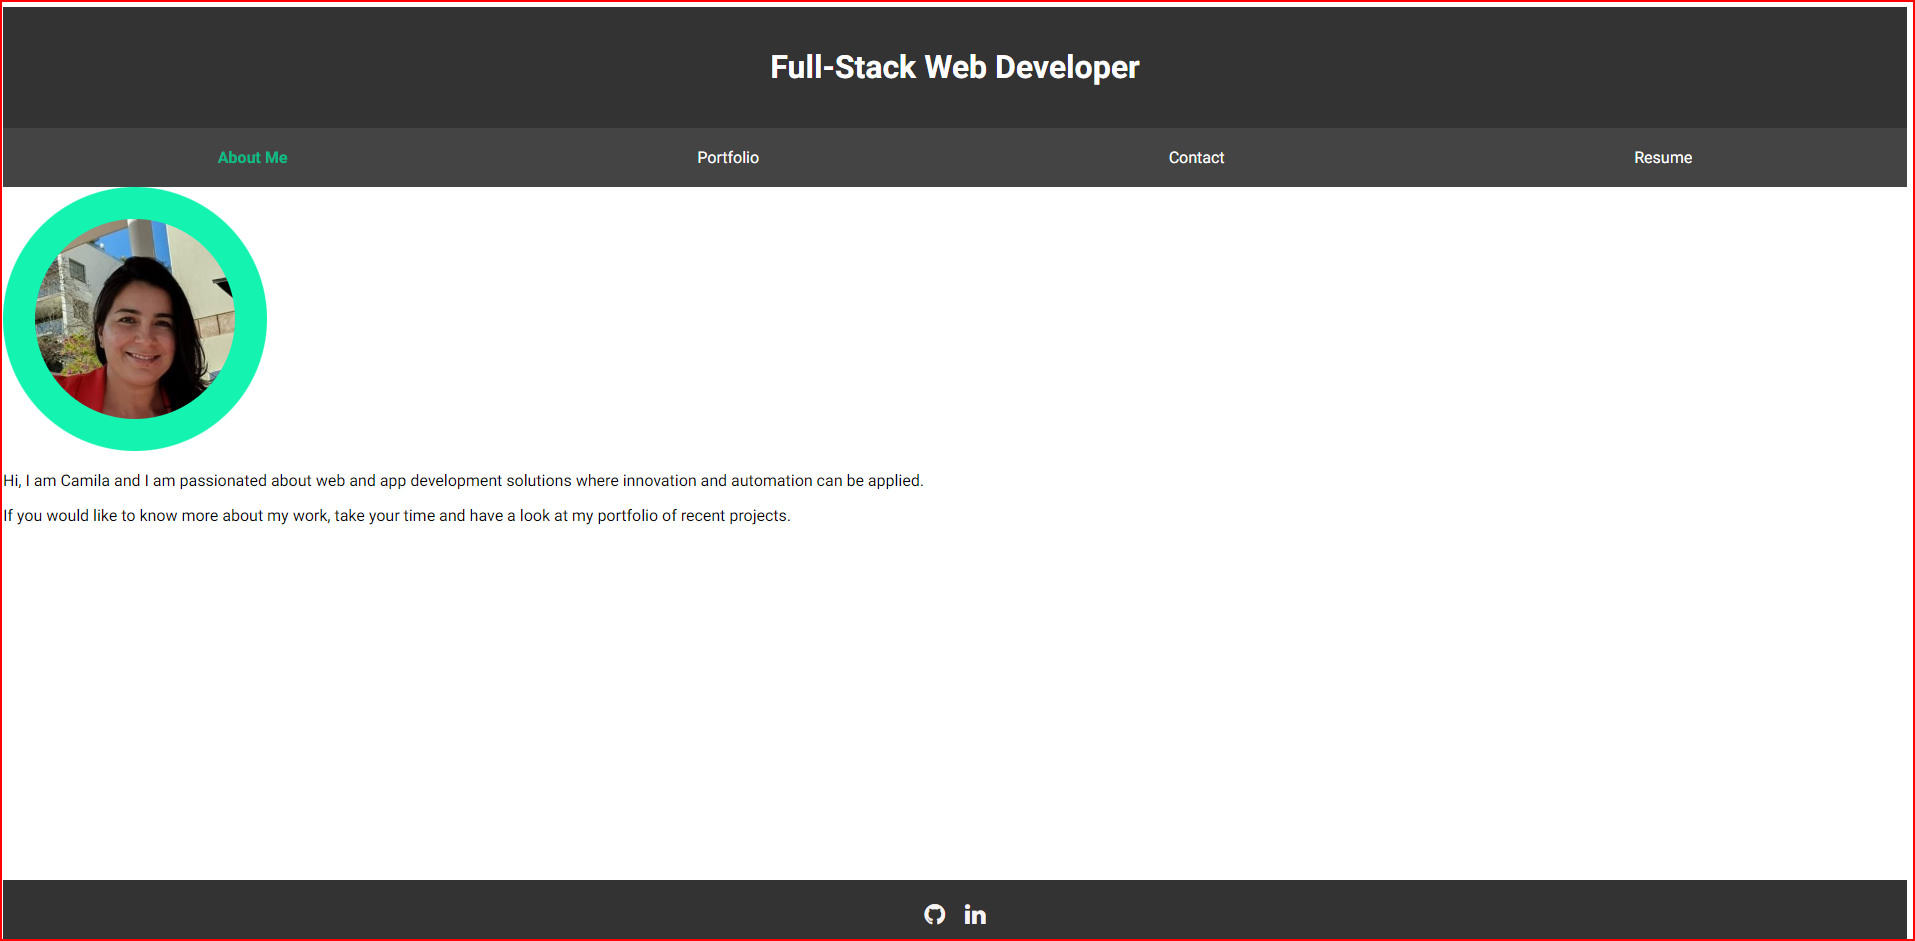 Full-Stack Web Developer
About Me
Portfolio
Contact
Resume
Hi, I am Camila and I am passionated about web and app development solutions where innovation and automation can be applied.
If you would like to know more about my work, take your time and have a look at my portfolio of recent projects.
in